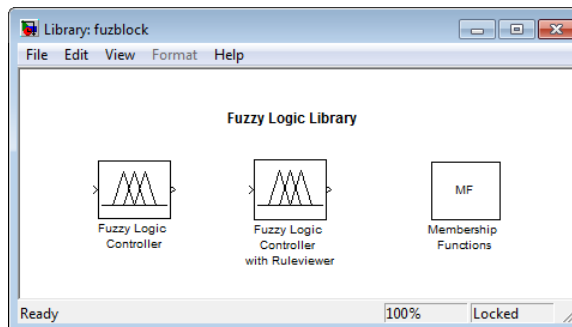 Library: fuzblock
File Edit View Format Help
Fuzzy Logic Library
MF
Fuzzy Logic
Controller
Fuzzy Logic
Controller
with Ruleviewer
Membership
Functions
Ready 100% Locked